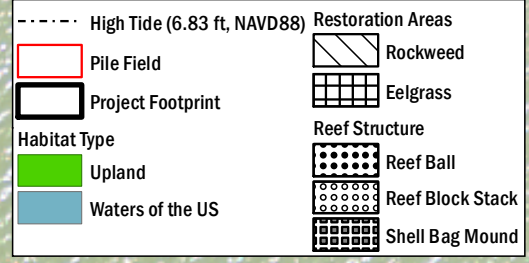 High Tide (6.83 ft, NAVD88)
Pile Field
Project Footprint
Habitat Type
Upland
Waters of the US
Restoration Areas
Rockweed
Eelgrass
Reef Structure
Reef Ball
Reef Block Stack
Shell Bag Mound